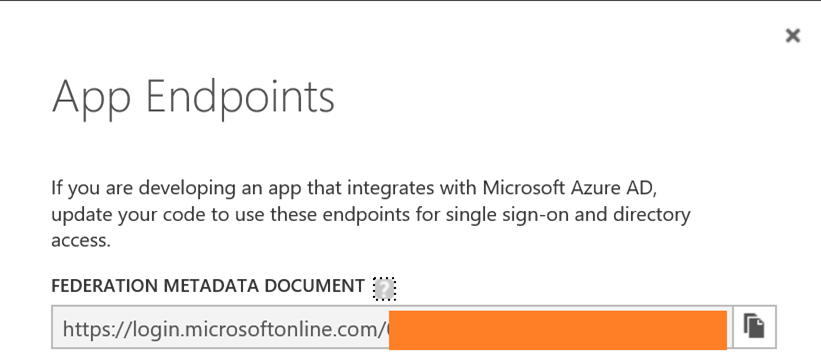 App Endpoints
If you are developing an app that integrates with Microsoft Azure AD,
update your code to use these endpoints for single sign-on and directory
access.
FEDERATION METADATA DOCUMENT ?
https://login.microsoftonline.com/